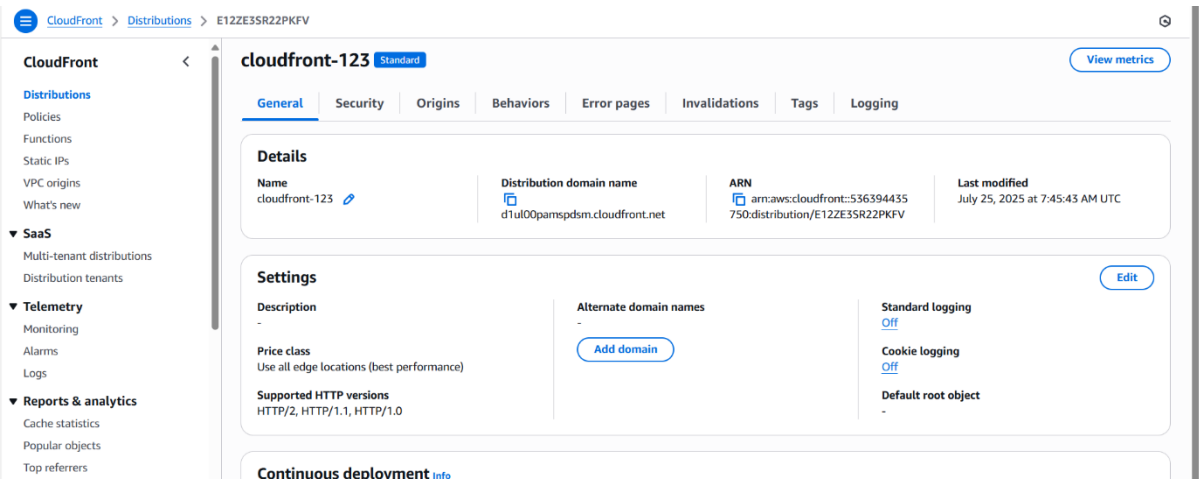 CloudFront > Distributions > E12ZE3SR22PKFV
CloudFront
Distributions
Policies
Functions
Static IPs
VPC origins
What's new
SaaS
Multi-tenant distributions
Distribution tenants
Telemetry
Monitoring
Alarms
Logs
Reports & analytics
Cache statistics
Popular objects
Top referrers
cloudfront-123 Standard
View metrics
General Security Origins Behaviors Error pages Invalidations Tags Logging
Details
Name
cloudfront-123
Distribution domain name
d1ul00pamspdsm.cloudfront.net
ARN
arn:aws:cloudfront::536394435
750:distribution/E12ZE3SR22PKFV
Last modified
July 25, 2025 at 7:45:43 AM UTC
Settings
Edit
Description
-
Price class
Use all edge locations (best performance)
Supported HTTP versions
HTTP/2, HTTP/1.1, HTTP/1.0
Alternate domain names
-
Add domain
Standard logging
Off
Cookie logging
Off
Default root object
-
Continuous deployment Info